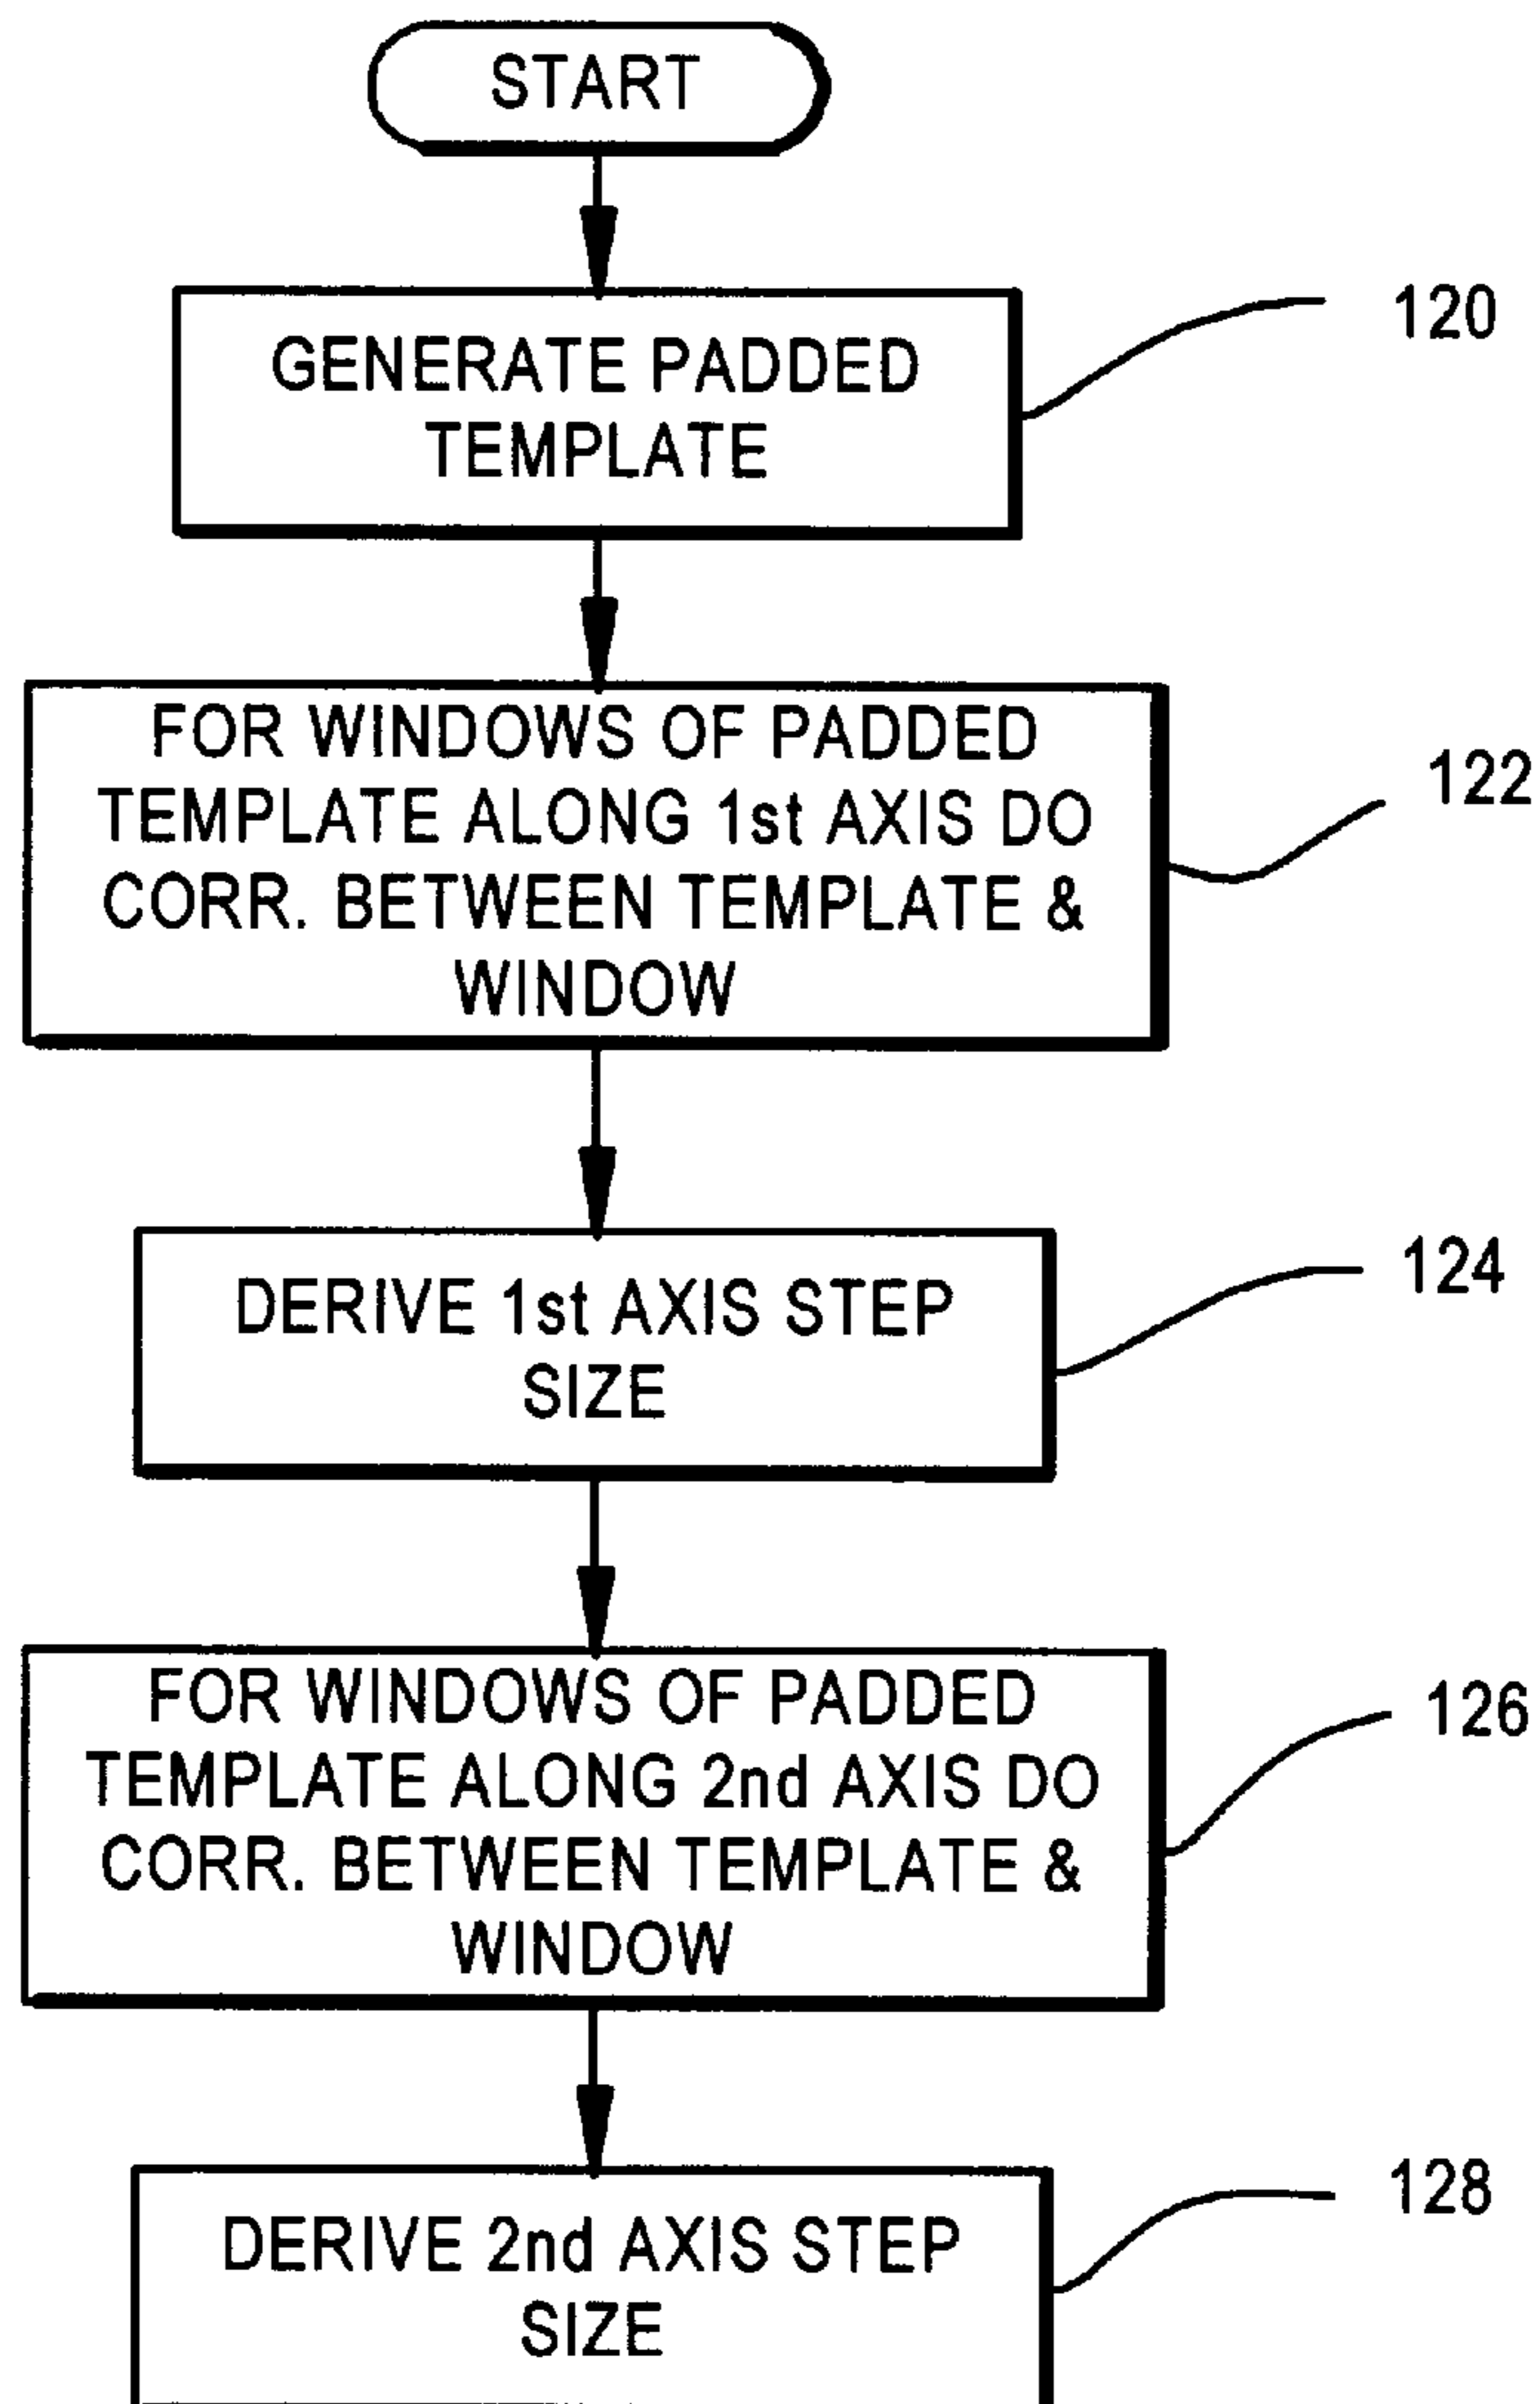 START
GENERATE PADDED
TEMPLATE
120
FOR WINDOWS OF PADDED
TEMPLATE ALONG 1st AXIS DO
CORR. BETWEEN TEMPLATE &
WINDOW
122
DERIVE 1st AXIS STEP
SIZE
124
FOR WINDOWS OF PADDED
TEMPLATE ALONG 2nd AXIS DO
CORR. BETWEEN TEMPLATE &
WINDOW
126
DERIVE 2nd AXIS STEP
SIZE
128